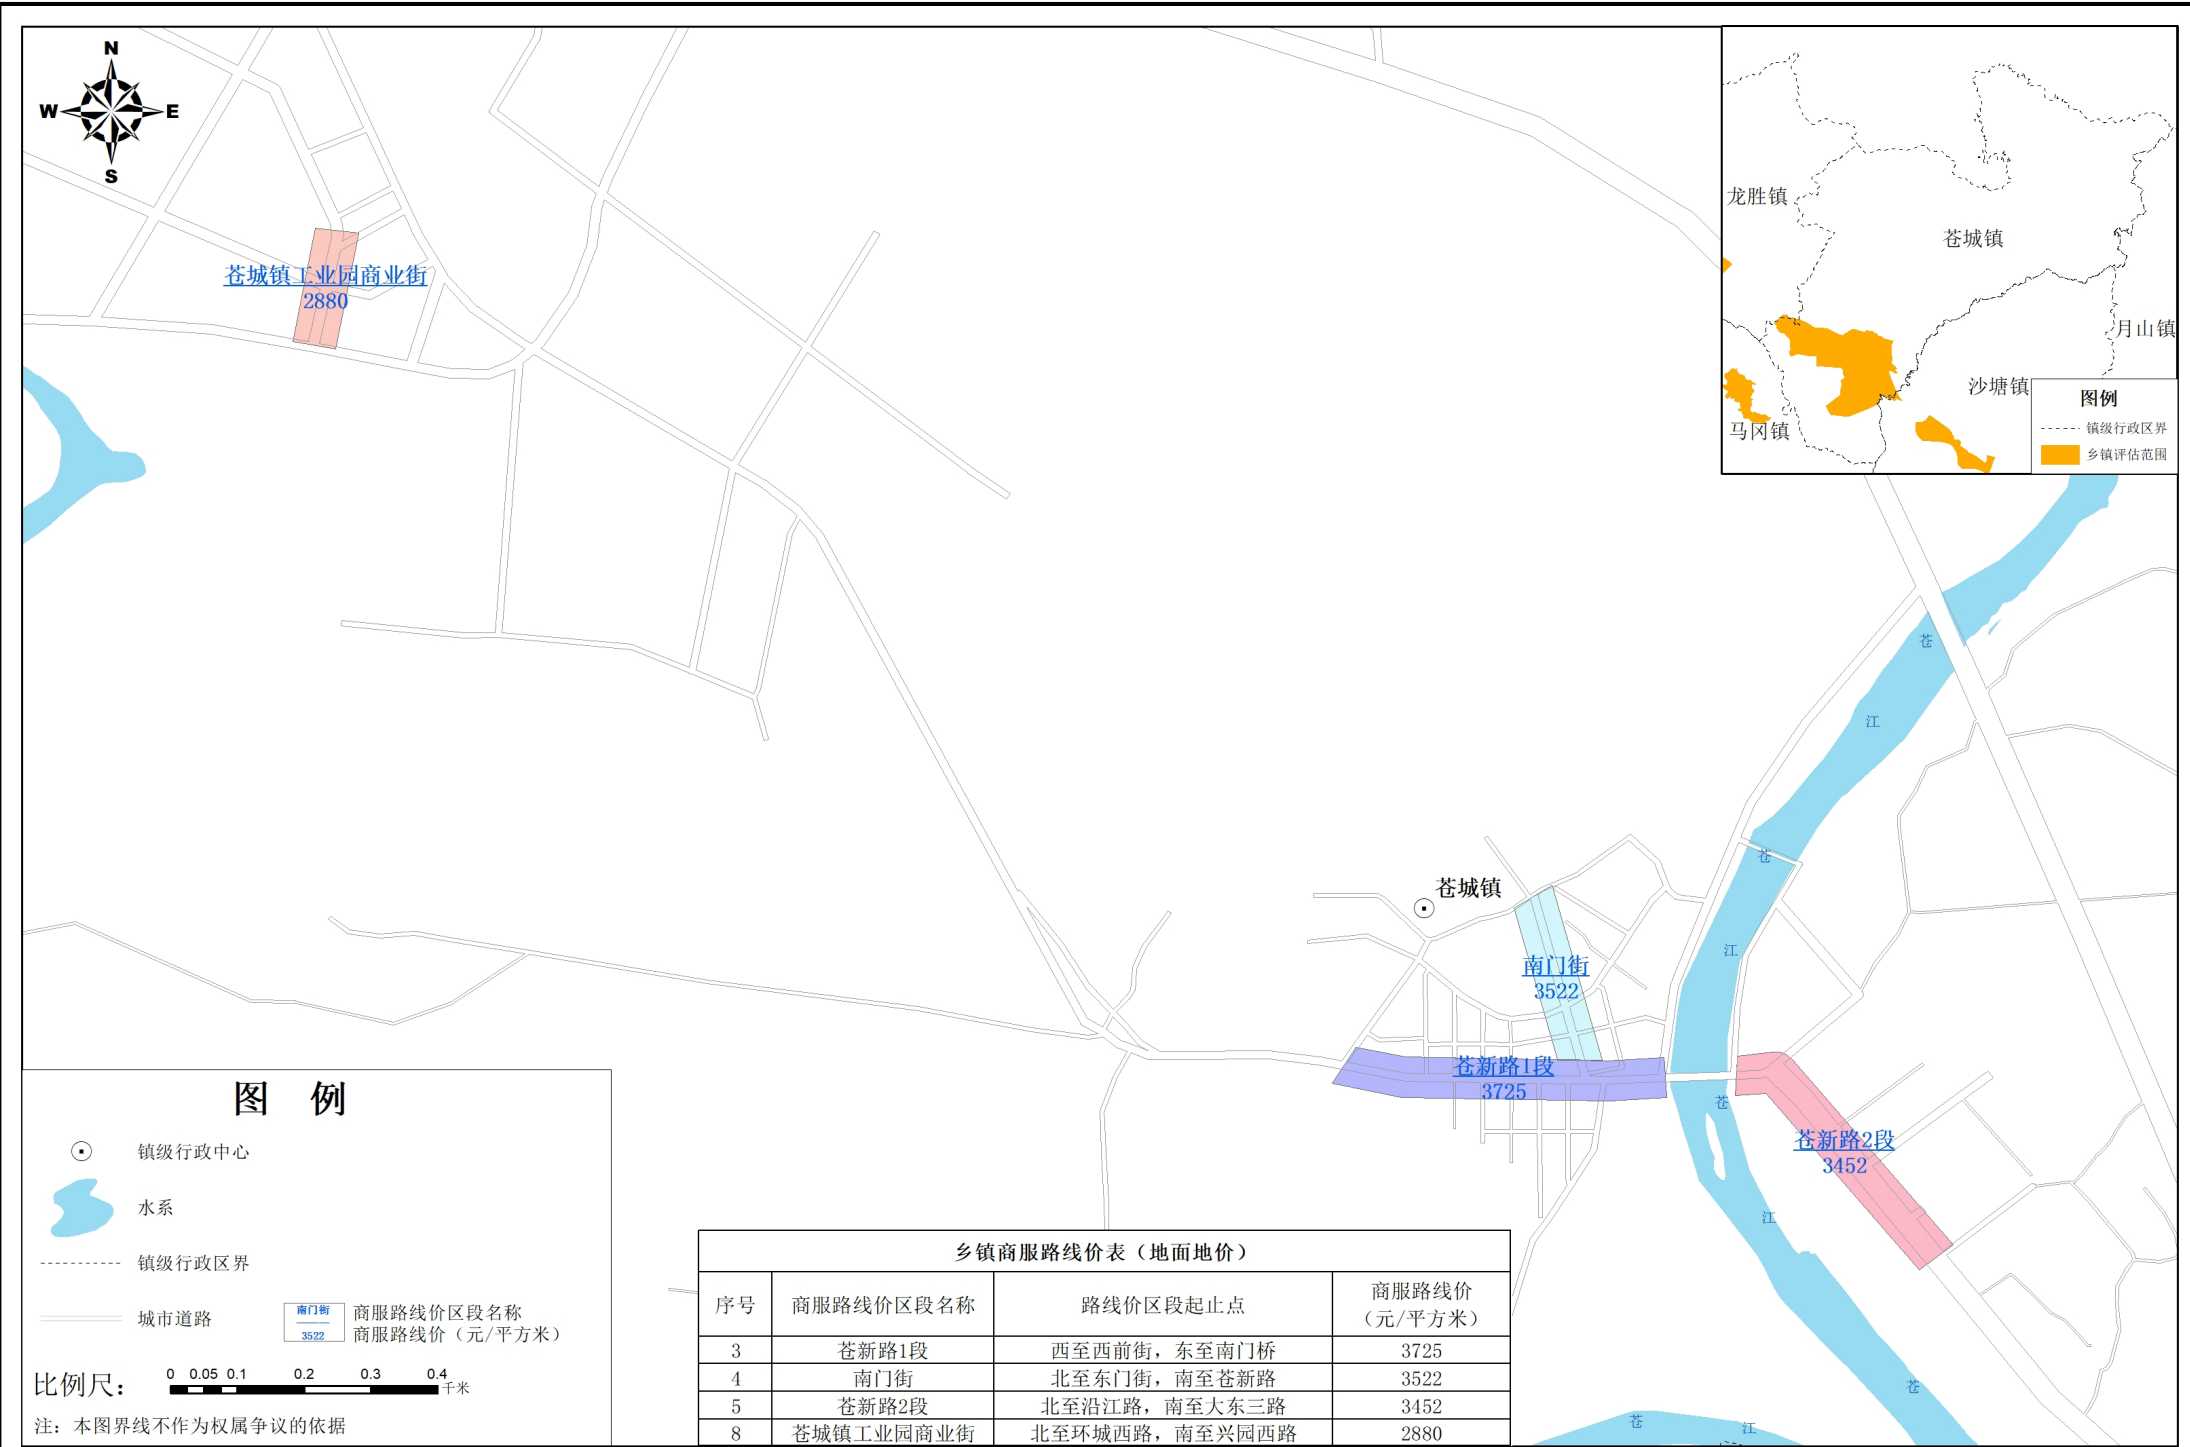 N
W E
S
龙胜镇
苍城镇
月山镇
沙塘镇
马冈镇
图例
镇级行政区界
乡镇评估范围
苍城镇工业园商业街
2880
苍
江
苍
江
苍城镇
南门街
3522
苍新路1段
3725
苍
苍新路2段
3452
江
苍
苍
江
图 例
镇级行政中心
水系
镇级行政区界
城市道路
南门街
3522
商服路线价区段名称
商服路线价（元/平方米）
比例尺：
0 0.05 0.1 0.2 0.3 0.4
千米
注：本图界线不作为权属争议的依据
乡镇商服路线价表（地面地价）
序号 商服路线价区段名称 路线价区段起止点 商服路线价（元/平方米）
3 苍新路1段 西至西前街，东至南门桥 3725
4 南门街 北至东门街，南至苍新路 3522
5 苍新路2段 北至沿江路，南至大东三路 3452
8 苍城镇工业园商业街 北至环城西路，南至兴园西路 2880